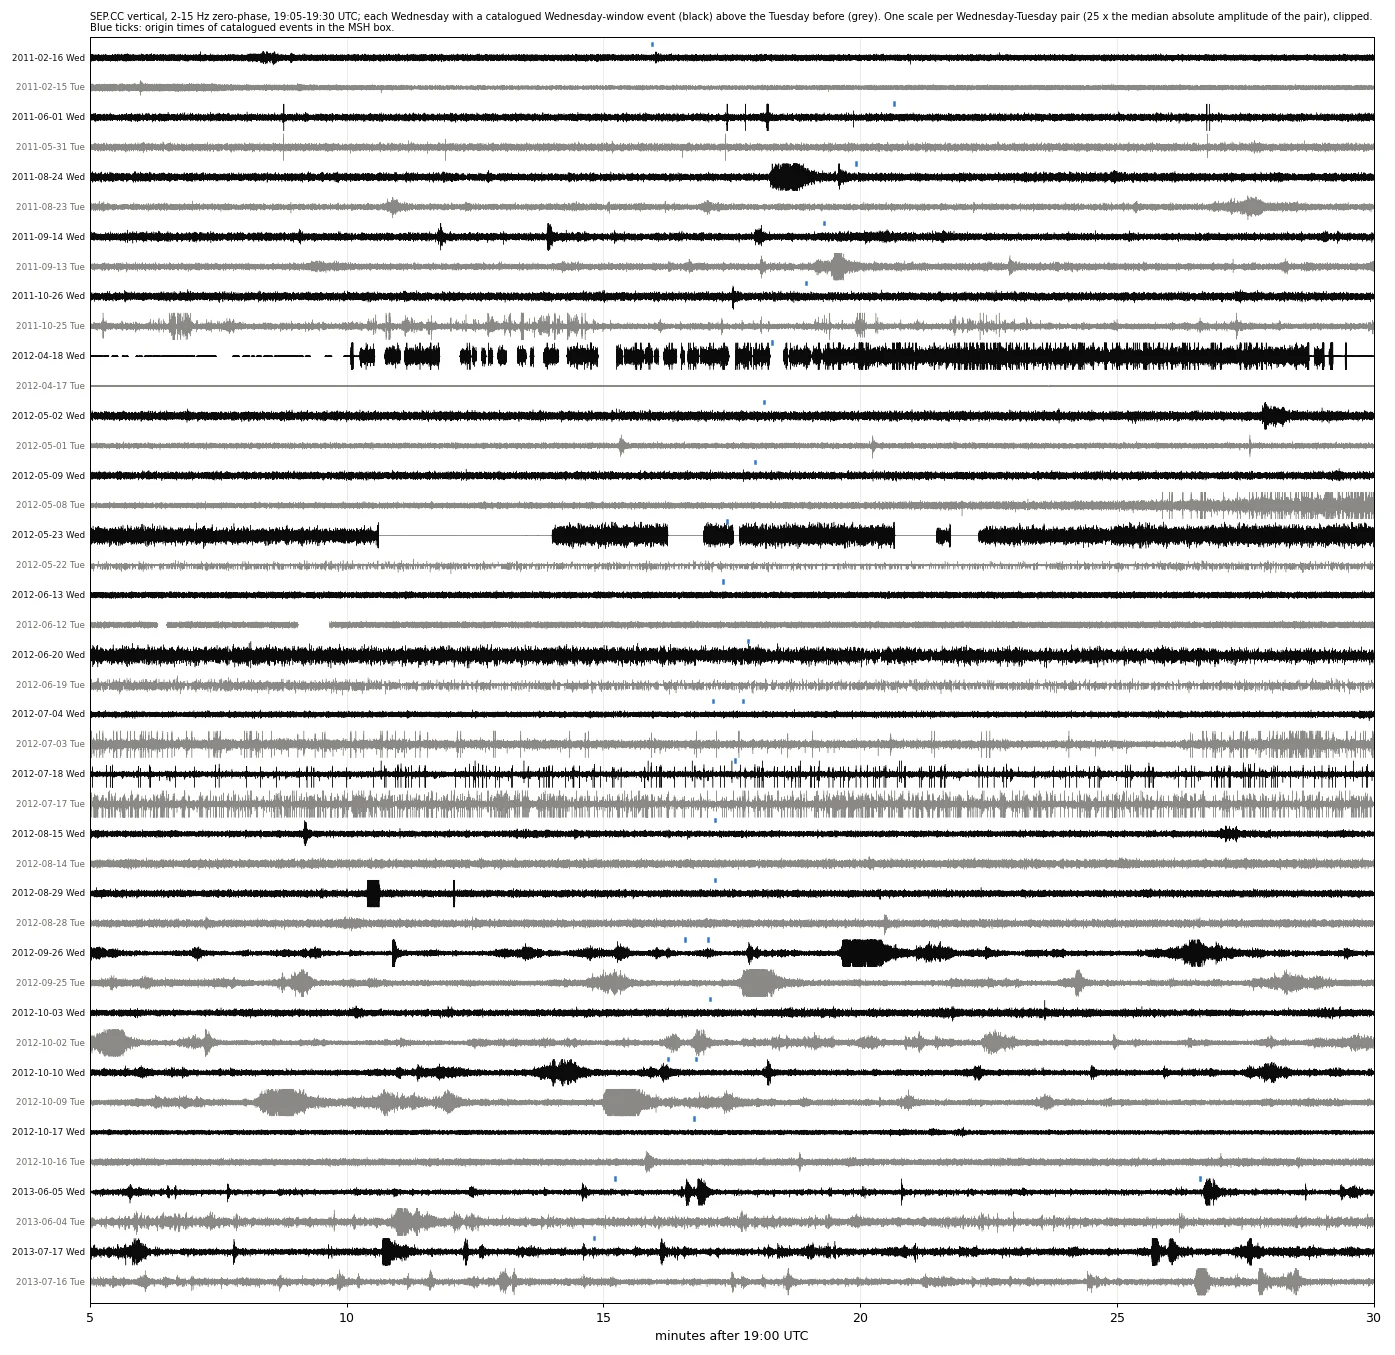 SEP.CC vertical, 2-15 Hz zero-phase, 19:05-19:30 UTC; each Wednesday with a catalogued Wednesday-window event (black) above the Tuesday before (grey). One scale per Wednesday-Tuesday pair (25 x the median absolute amplitude of the pair), clipped.
Blue ticks: origin times of catalogued events in the MSH box.
2011-02-16 Wed
2011-02-15 Tue
2011-06-01 Wed
2011-05-31 Tue
2011-08-24 Wed
2011-08-23 Tue
2011-09-14 Wed
2011-09-13 Tue
2011-10-26 Wed
2011-10-25 Tue
2012-04-18 Wed
2012-04-17 Tue
2012-05-02 Wed
2012-05-01 Tue
2012-05-09 Wed
2012-05-08 Tue
2012-05-23 Wed
2012-05-22 Tue
2012-06-13 Wed
2012-06-12 Tue
2012-06-20 Wed
2012-06-19 Tue
2012-07-04 Wed
2012-07-03 Tue
2012-07-18 Wed
2012-07-17 Tue
2012-08-15 Wed
2012-08-14 Tue
2012-08-29 Wed
2012-08-28 Tue
2012-09-26 Wed
2012-09-25 Tue
2012-10-03 Wed
2012-10-02 Tue
2012-10-10 Wed
2012-10-09 Tue
2012-10-17 Wed
2012-10-16 Tue
2013-06-05 Wed
2013-06-04 Tue
2013-07-17 Wed
2013-07-16 Tue
5 10 15 20 25 30
minutes after 19:00 UTC